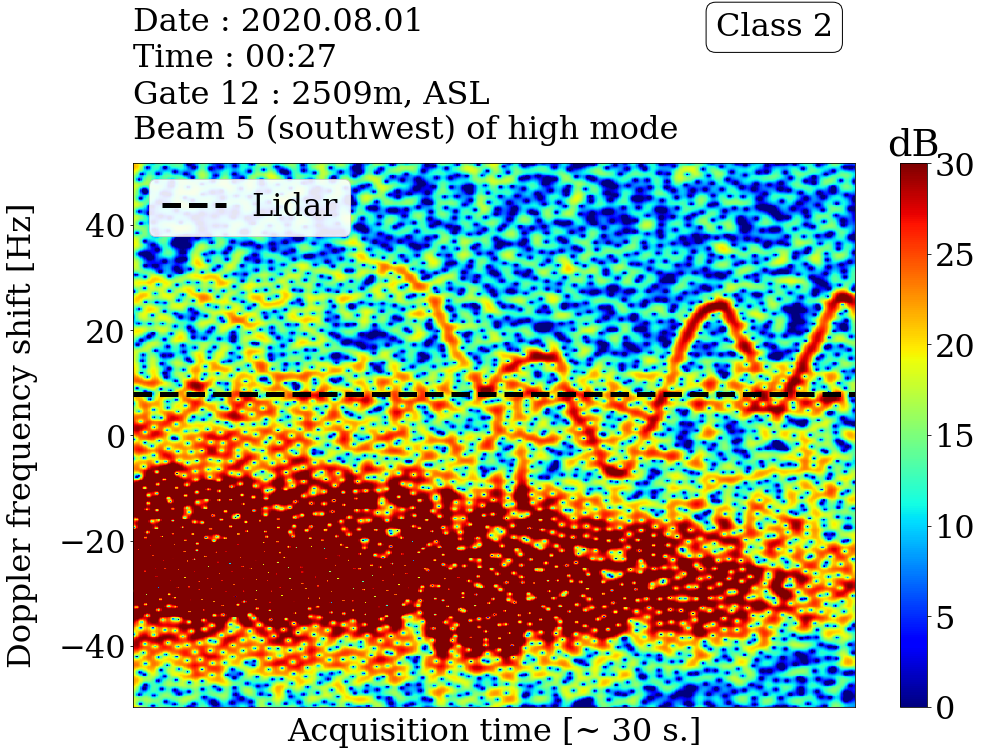 Date : 2020.08.01
Time : 00:27
Gate 12 : 2509m, ASL
Beam 5 (southwest) of high mode
Class 2
dB
Lidar
Doppler frequency shift [Hz]
40
20
0
−20
−40
30
25
20
15
10
5
0
Acquisition time [~ 30 s.]